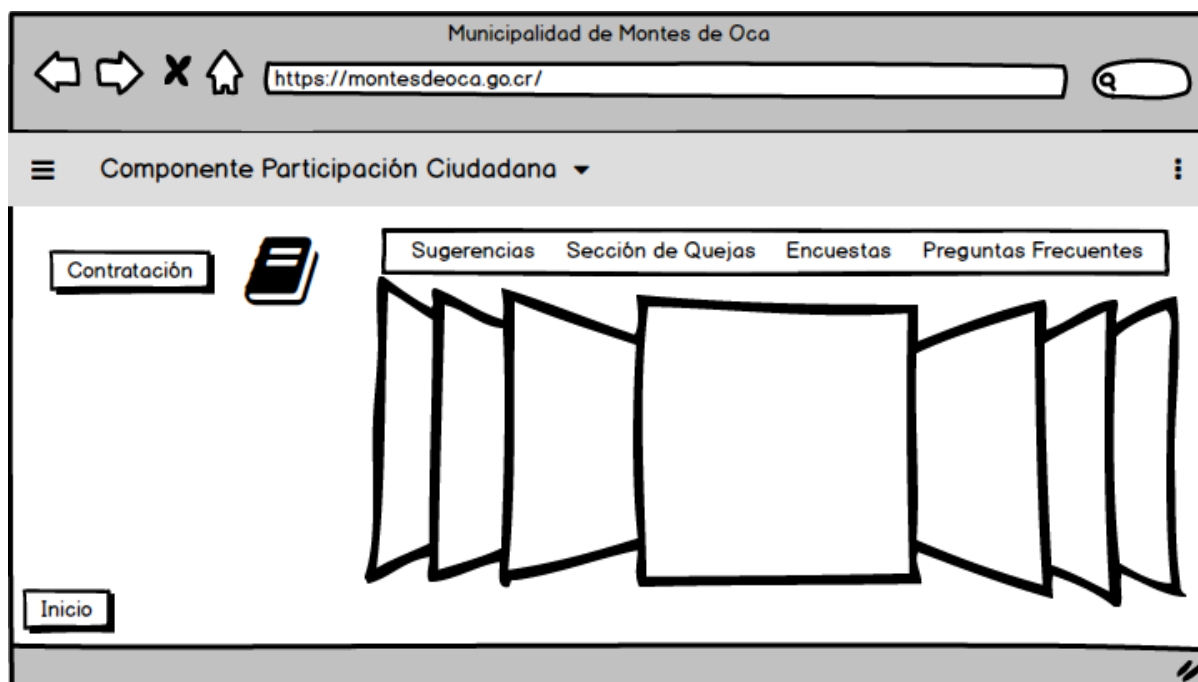 Municipalidad de Montes de Oca
https://montesdeoca.go.cr/
Componente Participación Ciudadana
Contratación
Sugerencias Sección de Quejas Encuestas Preguntas Frecuentes
Inicio